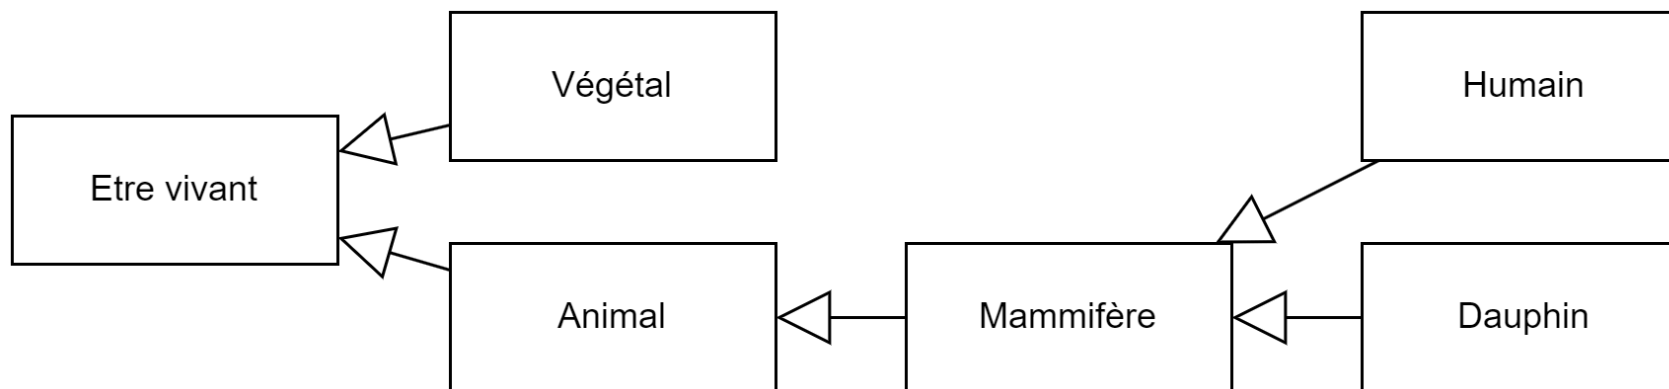 Végétal
Humain
Etre vivant
Animal
Mammifère
Dauphin